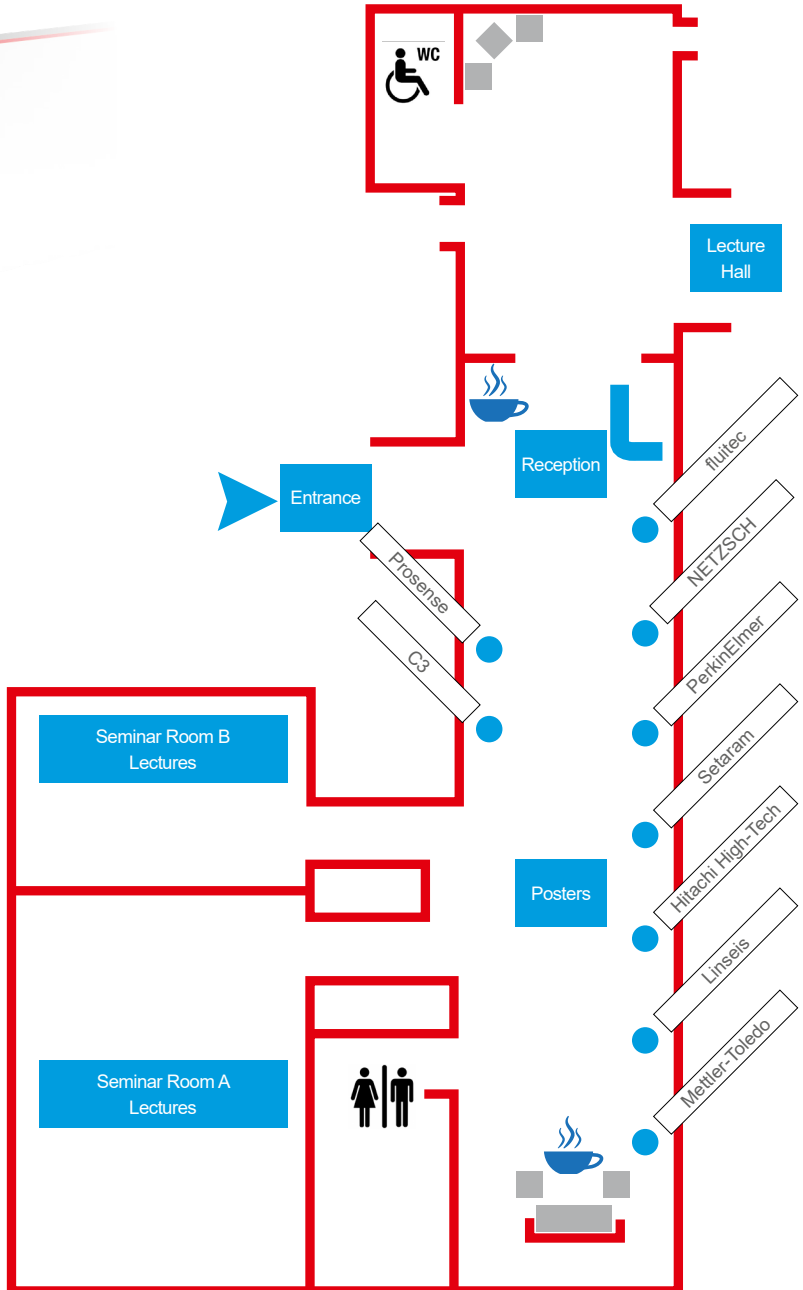 WC
Lecture
Hall
fluitec
Reception
Entrance
NETZSCH
Prosense
PerkinElmer
C3
Seminar Room B
Lectures
Setaram
Hitachi High-Tech
Posters
Linseis
Seminar Room A
Lectures
Mettler-Toledo